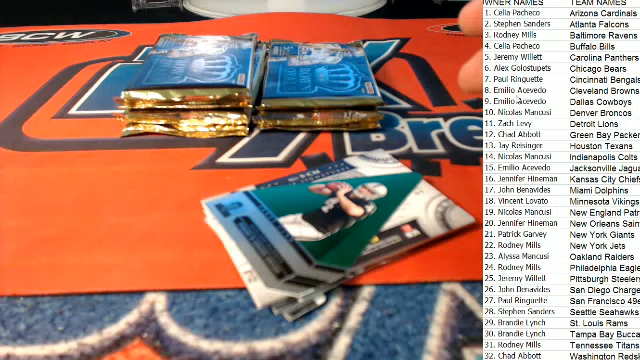 WNER NAMES TEAM NAMES
1. Celia Pacheco Arizona Cardinals
2. Stephen Sanders Atlanta Falcons
3. Rodney Mills Baltimore Ravens
4. Celia Pacheco Buffalo Bills
5. Jeremy Willett Carolina Panthers
6. Alex Golostupets Chicago Bears
7. Paul Ringuette Cincinnati Bengals
8. Emilio Acevedo Cleveland Browns
9. Emilio Acevedo Dallas Cowboys
10. Nicolas Mancusi Denver Broncos
11. Zach Levy Detroit Lions
12. Chad Abbott Green Bay Packer
13. Jay Reisinger Houston Texans
14. Nicolas Mancusi Indianapolis Colts
15. Emilio Acevedo Jacksonville Jagua
16. Jennifer Hineman Kansas City Chiefs
17. John Benavides Miami Dolphins
18. Vincent Lovato Minnesota Vikings
19. Nicolas Mancusi New England Patr
20. Jennifer Hineman New Orleans Sain
21. Patrick Garvey New York Giants
22. Rodney Mills New York Jets
23. Alyssa Mancusi Oakland Raiders
24. Rodney Mills Philadelphia Eagle
25. Jeremy Willett Pittsburgh Steelers
26. John Benavides San Diego Charge
27. Paul Ringuette San Francisco 49e
28. Stephen Sanders Seattle Seahawks
29. Brandie Lynch St. Louis Rams
30. Brandie Lynch Tampa Bay Bucca
31. Rodney Mills Tennessee Titans
32. Chad Abbott Washington Reds
BCW
Bre